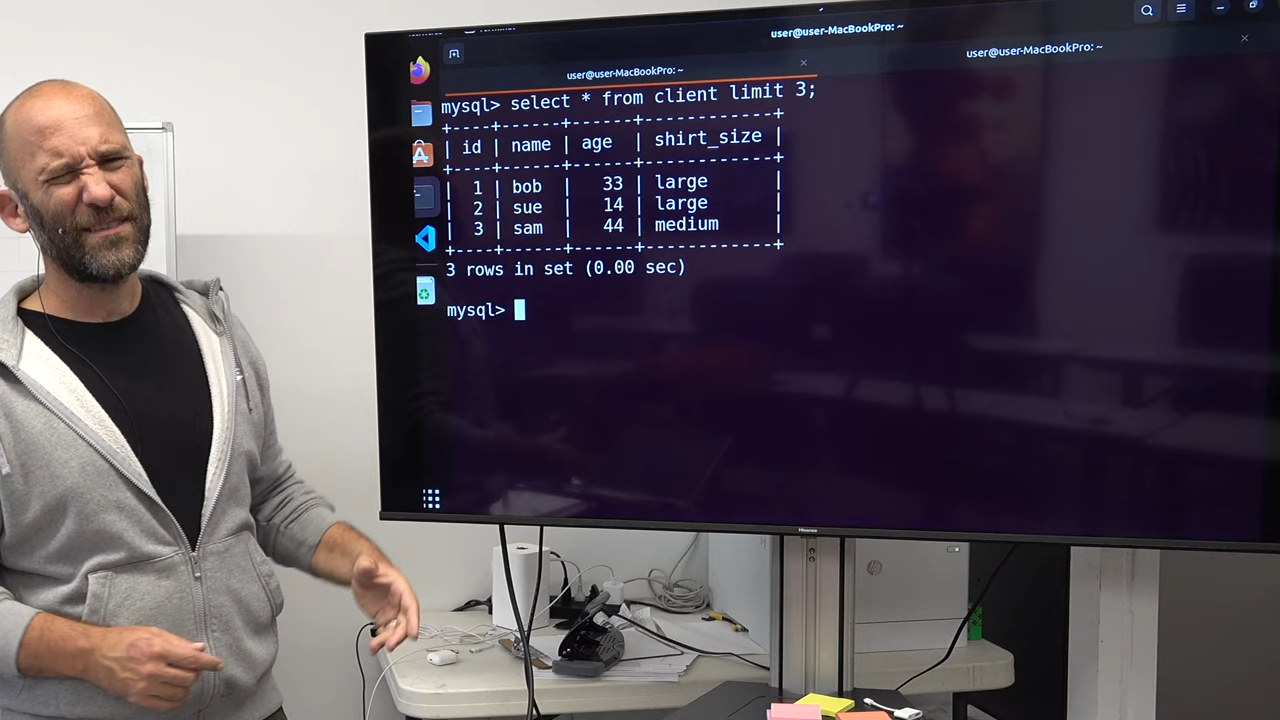 user@user-MacBookPro: ~
user@user-MacBookPro: ~
user@user-MacBookPro: ~
mysql> select * from client limit 3;
+----+------+------+------------+
| id | name | age | shirt_size |
+----+------+------+------------+
| 1 | bob | 33 | large |
| 2 | sue | 14 | large |
| 3 | sam | 44 | medium |
+----+------+------+------------+
3 rows in set (0.00 sec)
mysql>
Hisense
hp